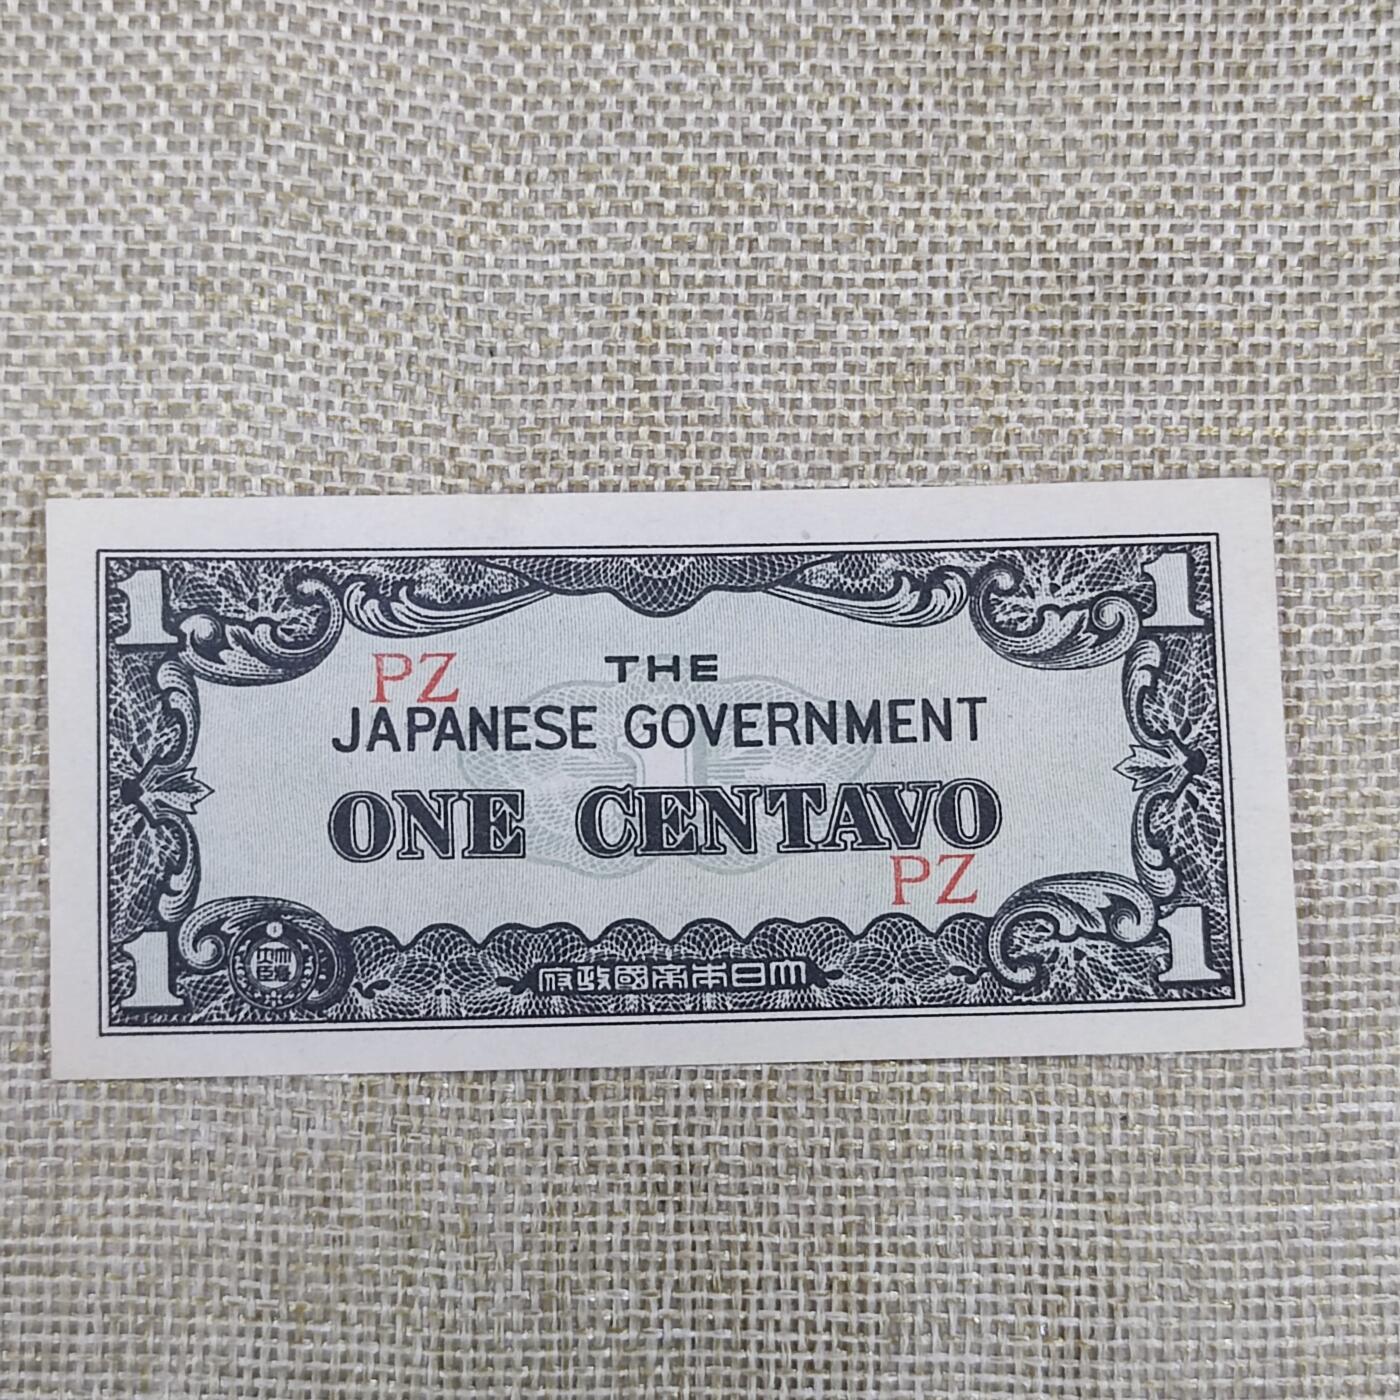 1 1
PZ
THE
JAPANESE GOVERNMENT
ONE CENTAVO
PZ
1 1
大日本帝國政府